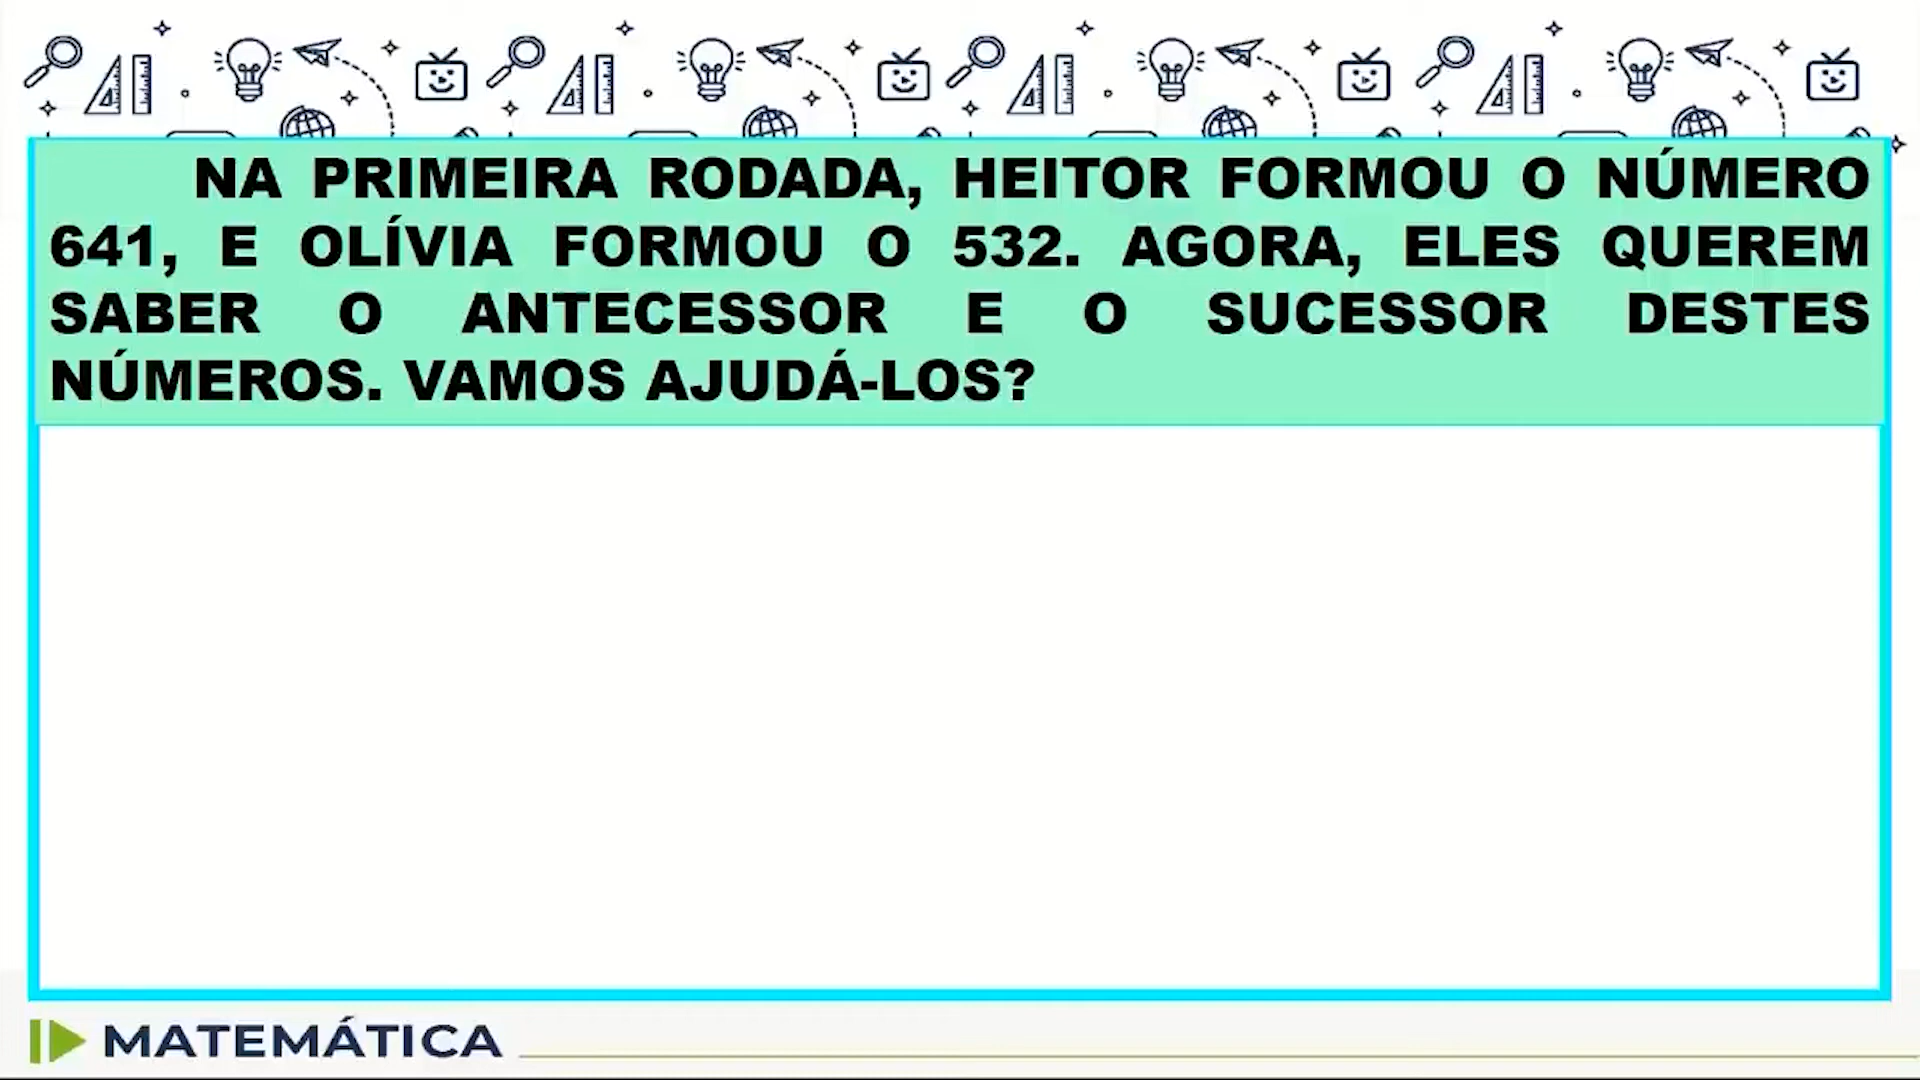 NA PRIMEIRA RODADA, HEITOR FORMOU O NÚMERO
641, E OLÍVIA FORMOU O 532. AGORA, ELES QUEREM
SABER O ANTECESSOR E O SUCESSOR DESTES
NÚMEROS. VAMOS AJUDÁ-LOS?
MATEMÁTICA